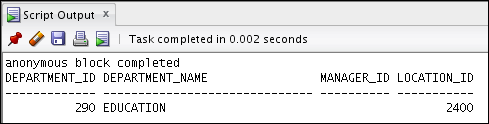 Script Output x
Task completed in 0.002 seconds
anonymous block completed
DEPARTMENT_ID DEPARTMENT_NAME                MANAGER_ID LOCATION_ID
------------- ------------------------------ ---------- -----------
          290 EDUCATION                                        2400